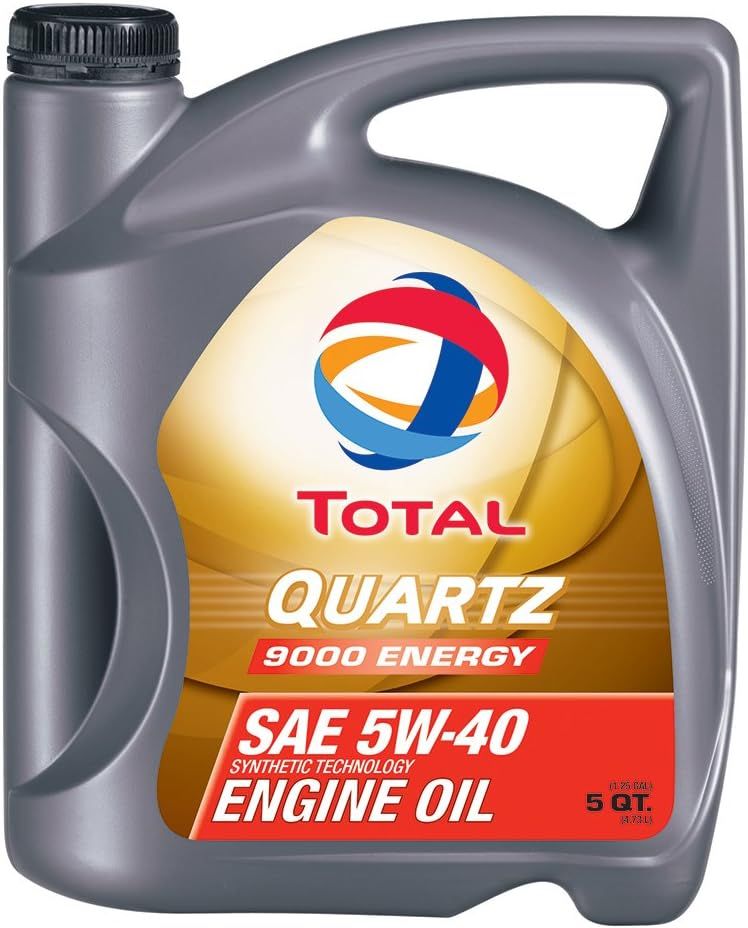 TOTAL
QUARTZ
9000 ENERGY
SAE 5W-40
SYNTHETIC TECHNOLOGY
ENGINE OIL
(1.25 GAL)
5 QT.
(4.73 L)